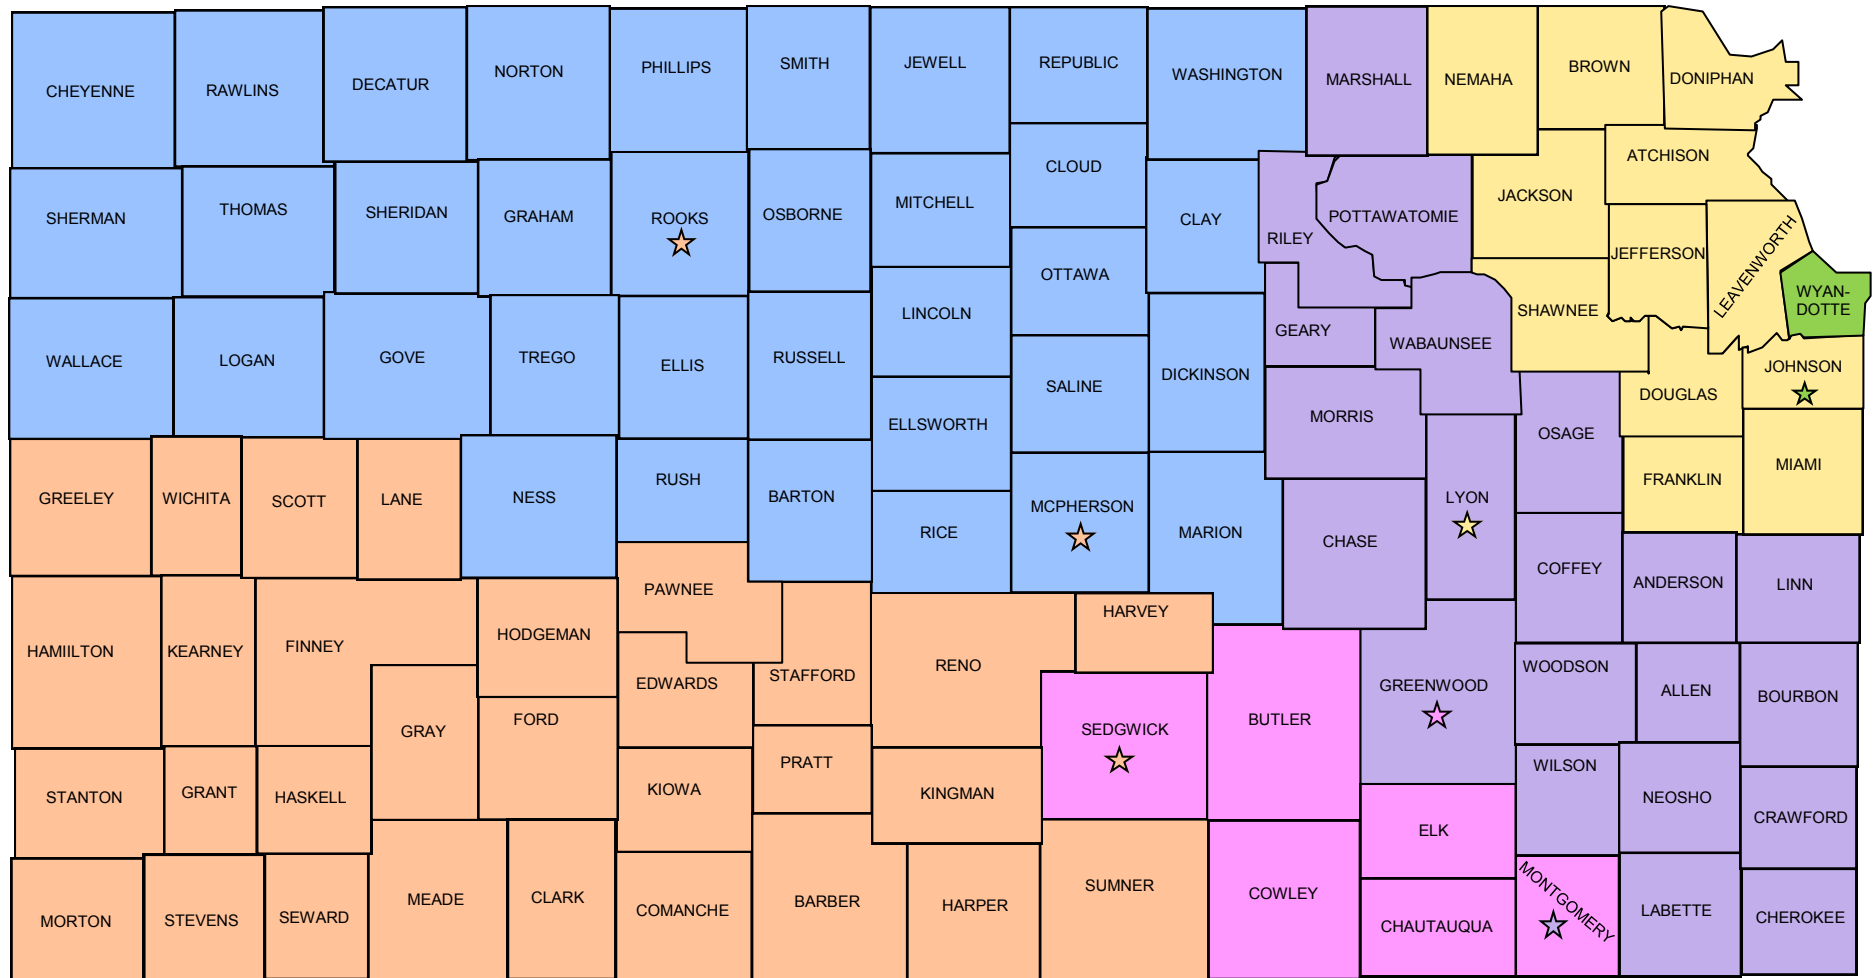 CHEYENNE
RAWLINS
DECATUR
NORTON
PHILLIPS
SMITH
JEWELL
REPUBLIC
WASHINGTON
MARSHALL
NEMAHA
BROWN
DONIPHAN
SHERMAN
THOMAS
SHERIDAN
GRAHAM
ROOKS
OSBORNE
MITCHELL
CLOUD
CLAY
RILEY
POTTAWATOMIE
JACKSON
ATCHISON
JEFFERSON
LEAVENWORTH
WYAN-
DOTTE
WALLACE
LOGAN
GOVE
TREGO
ELLIS
RUSSELL
LINCOLN
OTTAWA
SALINE
DICKINSON
GEARY
WABAUNSEE
SHAWNEE
DOUGLAS
JOHNSON
GREELEY
WICHITA
SCOTT
LANE
NESS
RUSH
BARTON
ELLSWORTH
RICE
MCPHERSON
MARION
MORRIS
CHASE
LYON
OSAGE
FRANKLIN
MIAMI
HAMIILTON
KEARNEY
FINNEY
HODGEMAN
PAWNEE
EDWARDS
STAFFORD
RENO
HARVEY
SEDGWICK
BUTLER
GREENWOOD
COFFEY
ANDERSON
LINN
WOODSON
ALLEN
BOURBON
STANTON
GRANT
HASKELL
GRAY
FORD
KIOWA
PRATT
KINGMAN
ELK
WILSON
NEOSHO
CRAWFORD
MORTON
STEVENS
SEWARD
MEADE
CLARK
COMANCHE
BARBER
HARPER
SUMNER
COWLEY
CHAUTAUQUA
MONTGOMERY
LABETTE
CHEROKEE